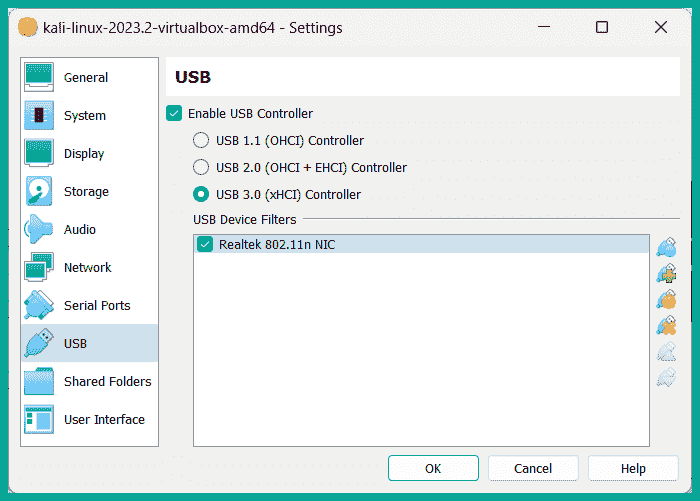 kali-linux-2023.2-virtualbox-amd64 - Settings
General
System
Display
Storage
Audio
Network
Serial Ports
USB
Shared Folders
User Interface
USB
Enable USB Controller
USB 1.1 (OHCI) Controller
USB 2.0 (OHCI + EHCI) Controller
USB 3.0 (xHCI) Controller
USB Device Filters
Realtek 802.11n NIC
OK
Cancel
Help